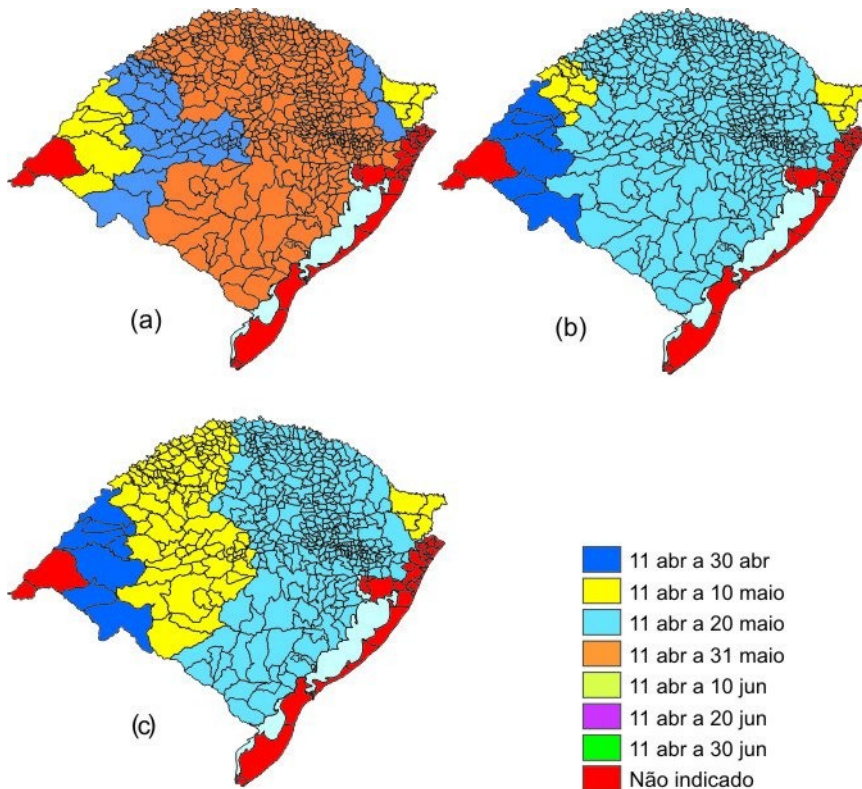 (a)
(b)
(c)
11 abr a 30 abr
11 abr a 10 maio
11 abr a 20 maio
11 abr a 31 maio
11 abr a 10 jun
11 abr a 20 jun
11 abr a 30 jun
Não indicado